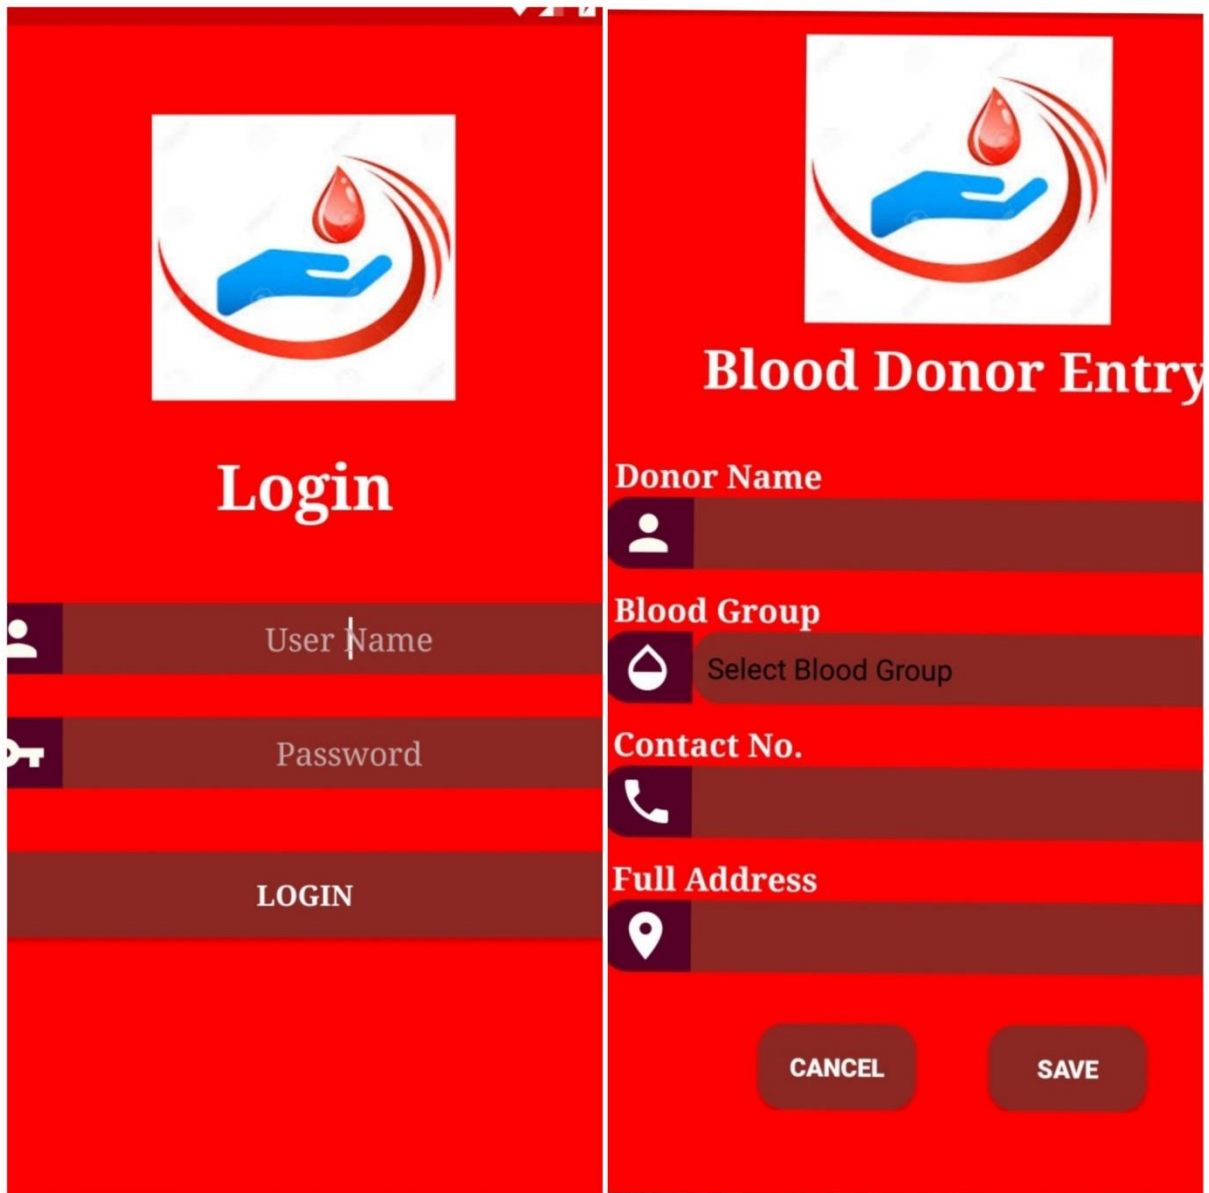 Login
User Name
Password
LOGIN
Blood Donor Entry
Donor Name
Blood Group
Select Blood Group
Contact No.
Full Address
CANCEL
SAVE